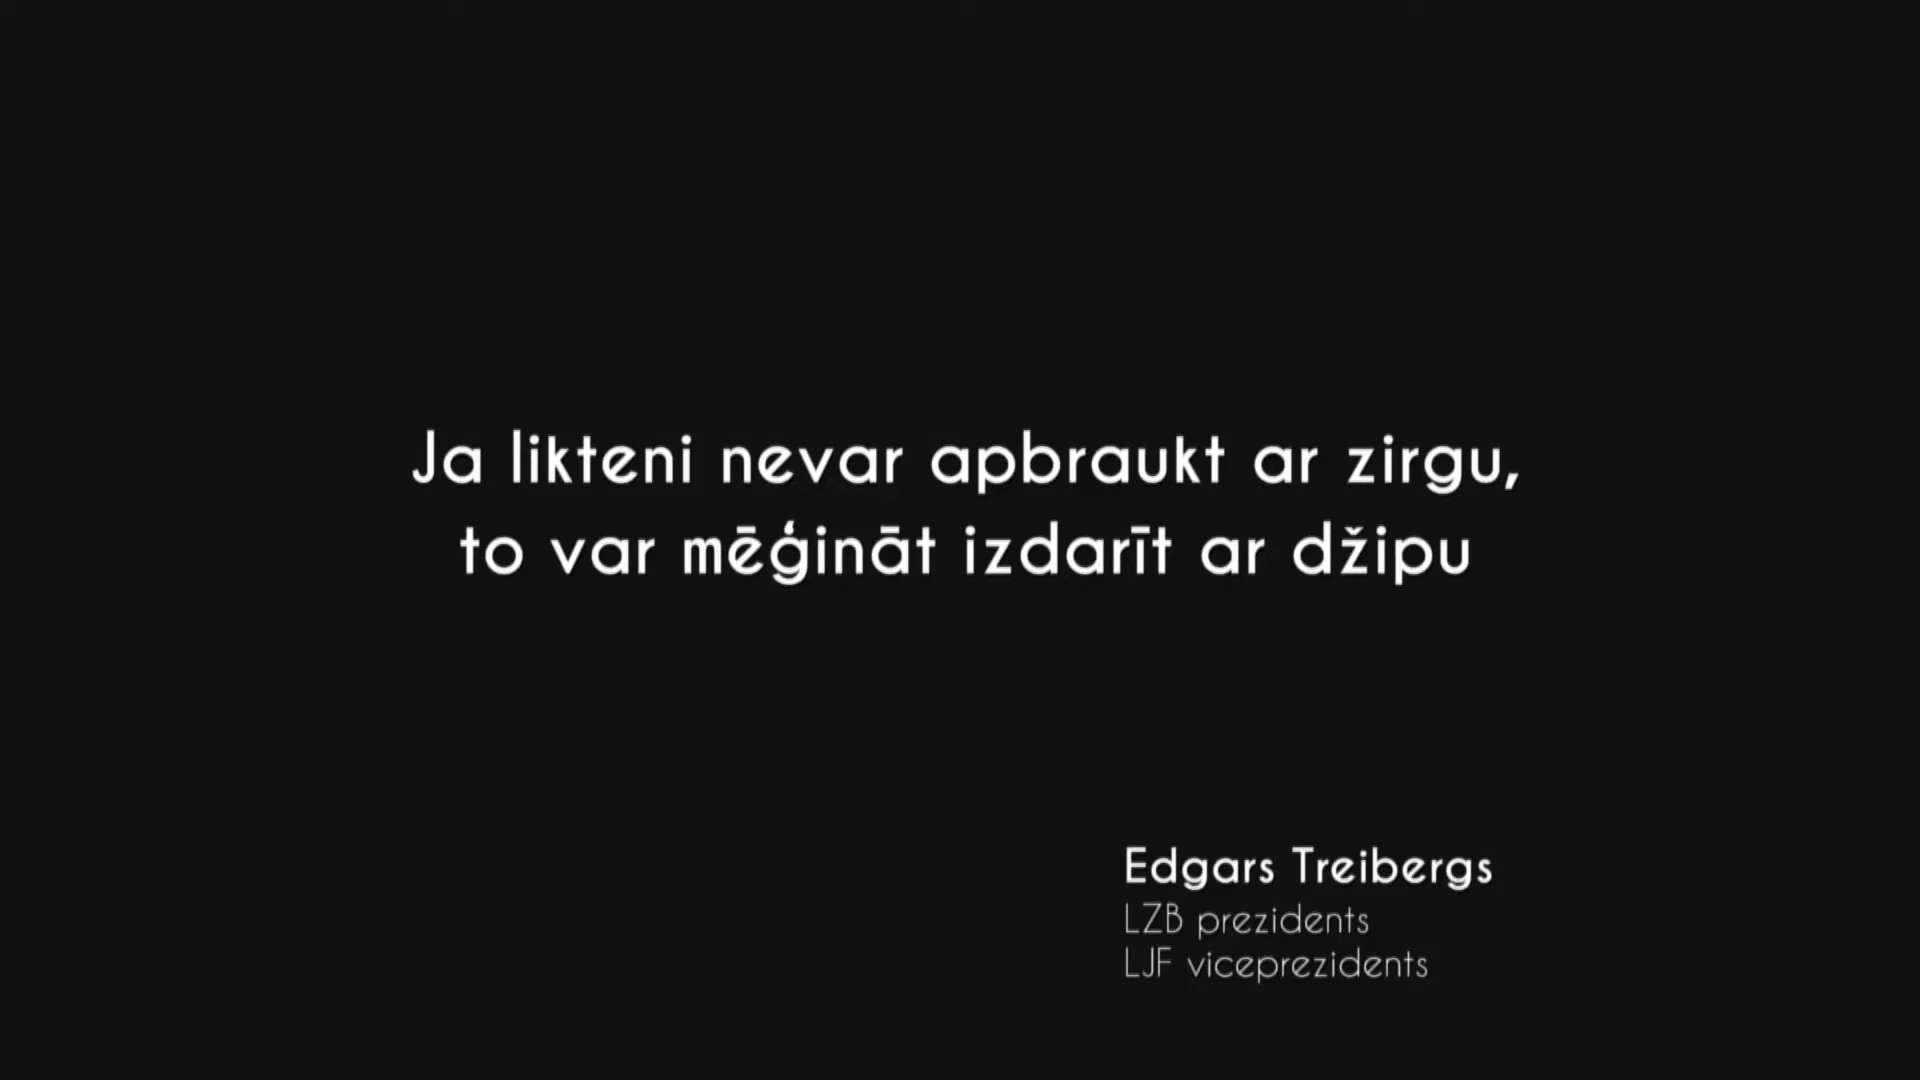 Ja likteni nevar apbraukt ar zirgu,
to var mēģināt izdarīt ar džipu
Edgars Treibergs
LZB prezidents
LJF viceprezidents